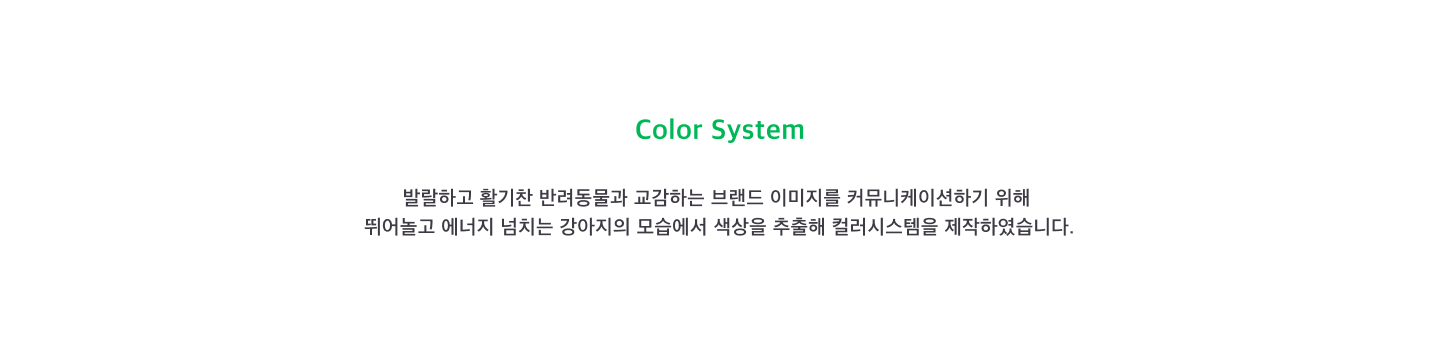 Color System
발랄하고 활기찬 반려동물과 교감하는 브랜드 이미지를 커뮤니케이션하기 위해
뛰어놀고 에너지 넘치는 강아지의 모습에서 색상을 추출해 컬러시스템을 제작하였습니다.